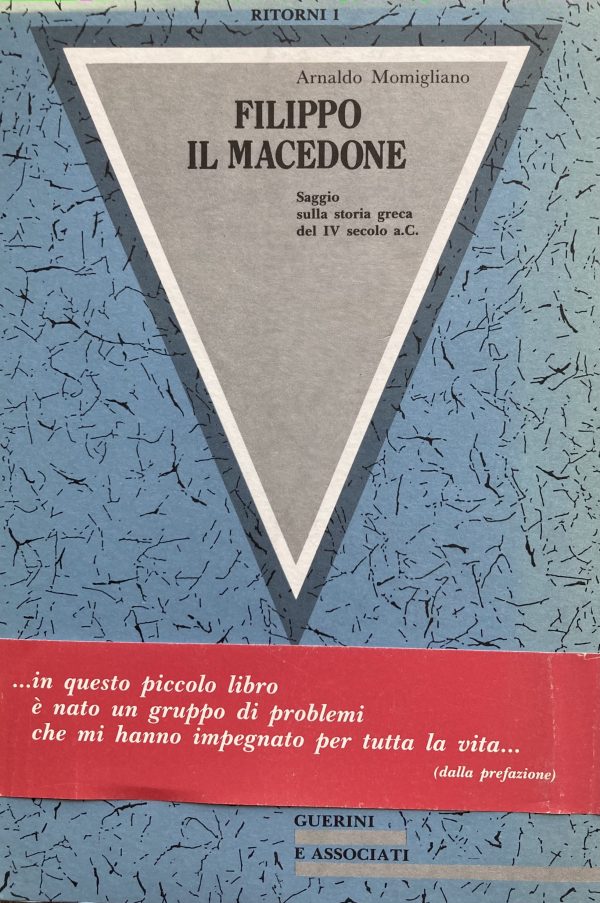 RITORNI 1
Arnaldo Momigliano
FILIPPO
IL MACEDONE
Saggio
sulla storia greca
del IV secolo a.C.
...in questo piccolo libro
è nato un gruppo di problemi
che mi hanno impegnato per tutta la vita...
(dalla prefazione)
GUERINI
E ASSOCIATI